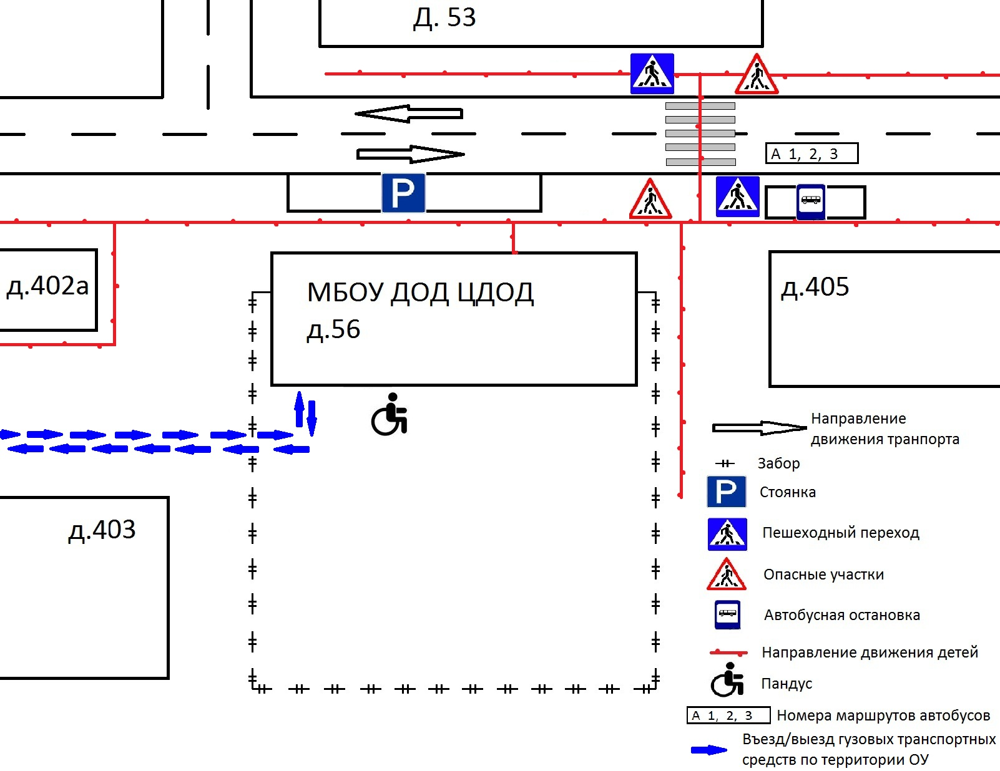 Д. 53
P
А 1, 2, 3
д.402а
МБОУ ДОД ЦДОД
д.56
д.405
д.403
Направление
движения транпорта
Забор
P
Стоянка
Пешеходный переход
Опасные участки
Автобусная остановка
Направление движения детей
Пандус
А 1, 2, 3 Номера маршрутов автобусов
Въезд/выезд гузовых транспортных
средств по территории ОУ